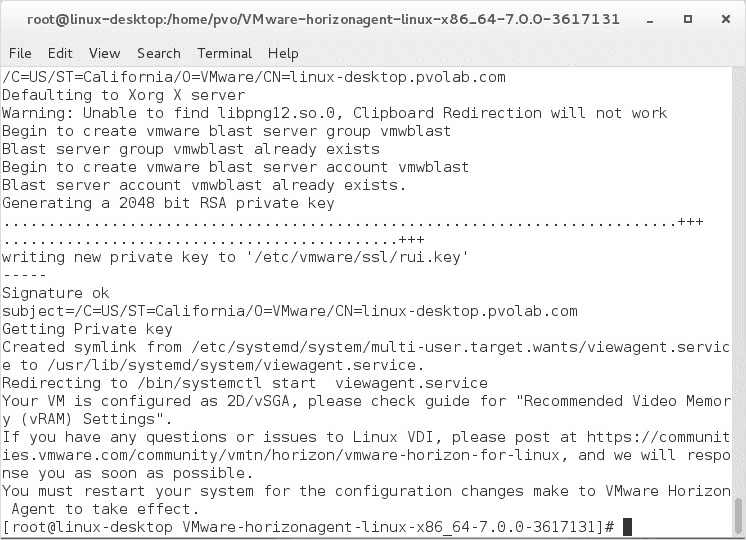 root@linux-desktop:/home/pvo/VMware-horizonagent-linux-x86_64-7.0.0-3617131
File Edit View Search Terminal Help
/C=US/ST=California/O=VMware/CN=linux-desktop.pvolab.com
Defaulting to Xorg X server
Warning: Unable to find libpng12.so.0, Clipboard Redirection will not work
Begin to create vmware blast server group vmwblast
Blast server group vmwblast already exists
Begin to create vmware blast server account vmwblast
Blast server account vmwblast already exists.
Generating a 2048 bit RSA private key
...........................................................................+++
............................................+++
writing new private key to '/etc/vmware/ssl/rui.key'
-----
Signature ok
subject=/C=US/ST=California/O=VMware/CN=linux-desktop.pvolab.com
Getting Private key
Created symlink from /etc/systemd/system/multi-user.target.wants/viewagent.servic
e to /usr/lib/systemd/system/viewagent.service.
Redirecting to /bin/systemctl start  viewagent.service
Your VM is configured as 2D/vSGA, please check guide for "Recommended Video Memor
y (vRAM) Settings".
If you have any questions or issues to Linux VDI, please post at https://communit
ies.vmware.com/community/vmtn/horizon/vmware-horizon-for-linux, and we will respo
nse you as soon as possible.
You must restart your system for the configuration changes make to VMware Horizon
 Agent to take effect.
[root@linux-desktop VMware-horizonagent-linux-x86_64-7.0.0-3617131]#